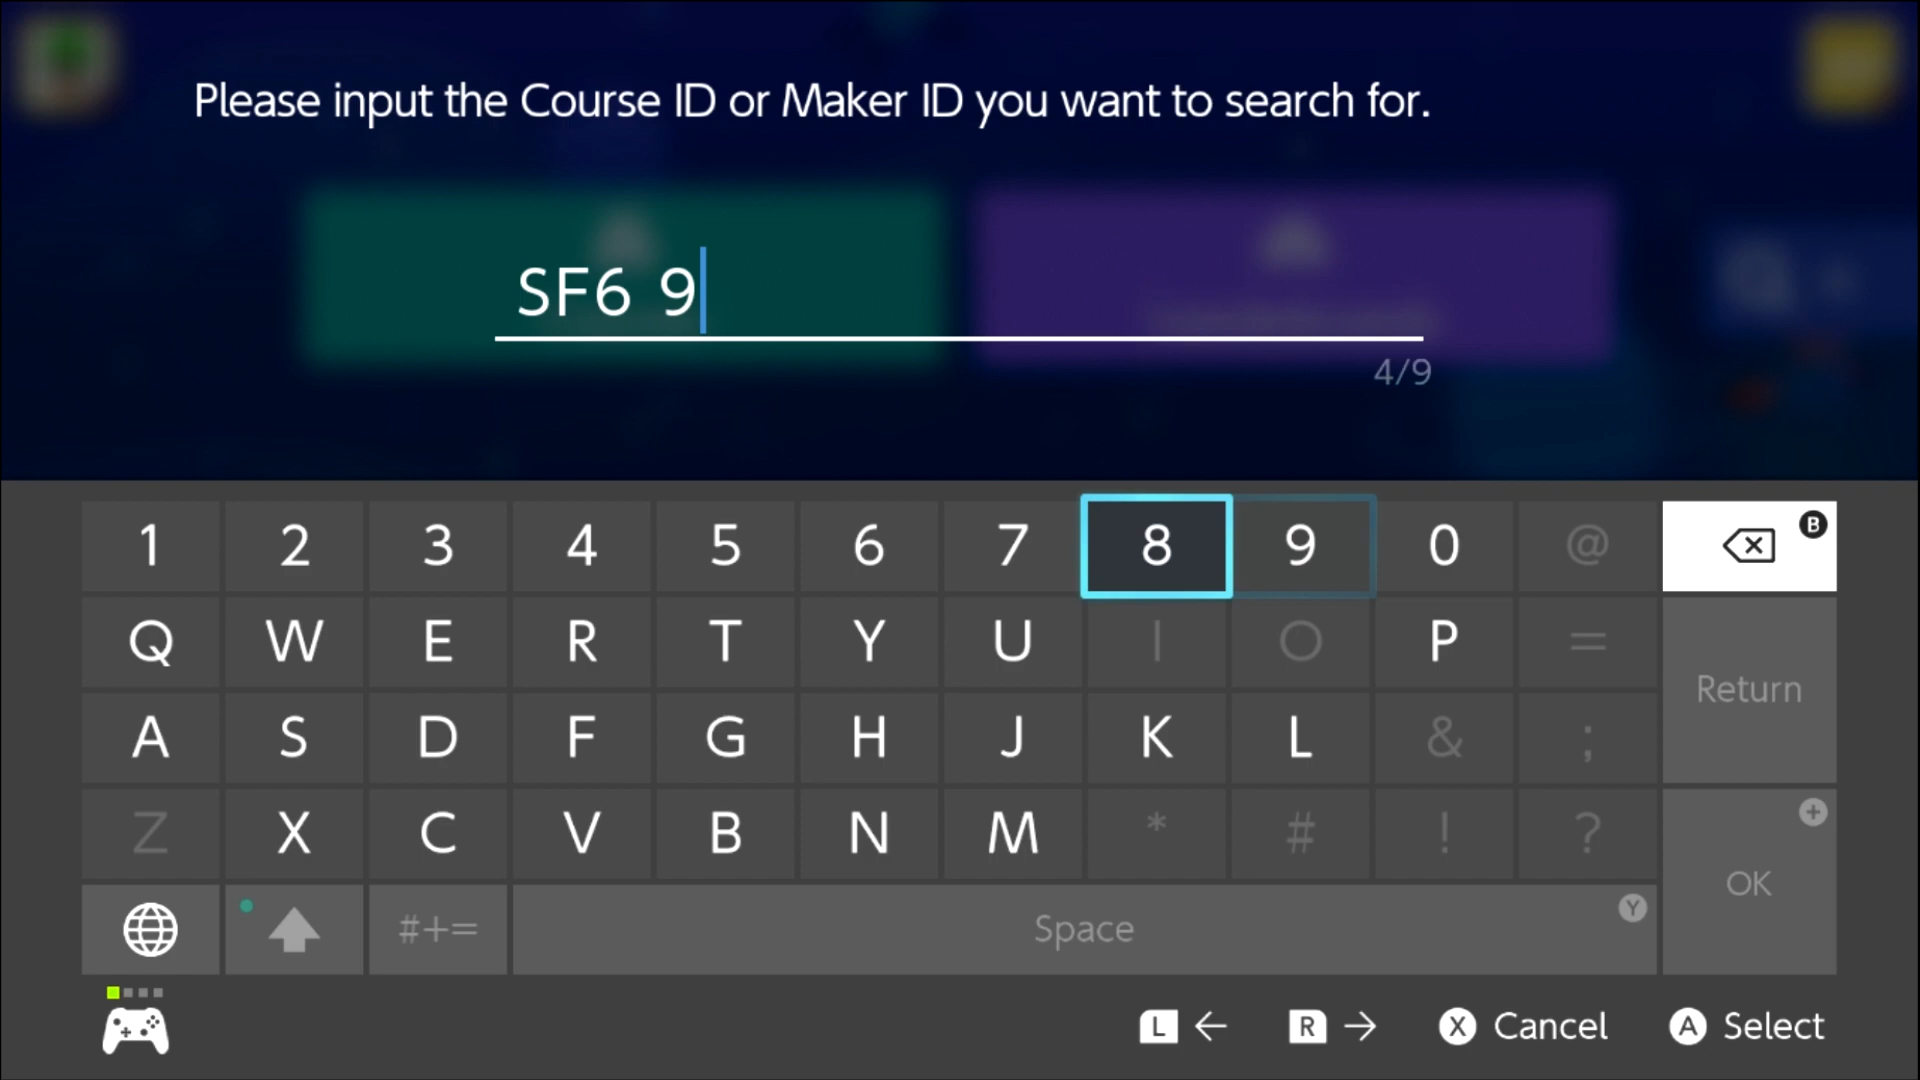 Please input the Course ID or Maker ID you want to search for.
SF6 9
4/9
1 2 3 4 5 6 7 8 9 0 @ B
Q W E R T Y U I O P =
Return
A S D F G H J K L & ;
Z X C V B N M * # ! ? +
OK
#+= Space Y
L ← R → X Cancel A Select